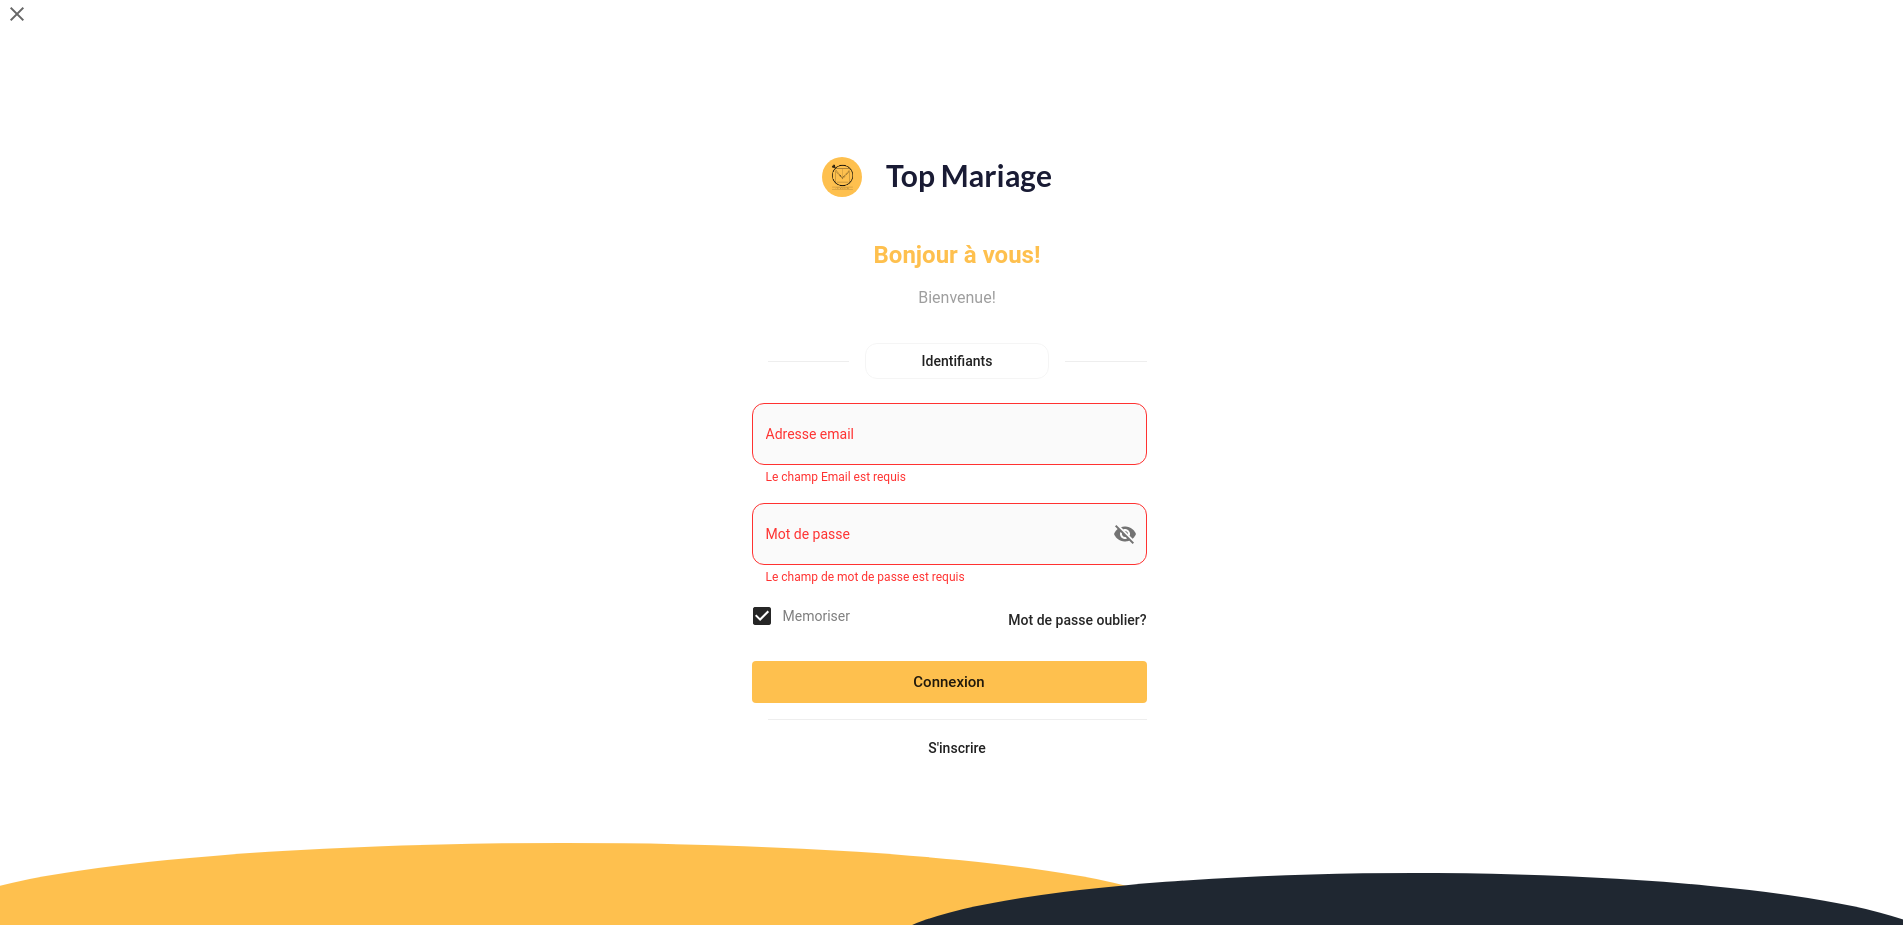 Top Mariage
Bonjour à vous!
Bienvenue!
Identifiants
Adresse email
Le champ Email est requis
Mot de passe
Le champ de mot de passe est requis
Memoriser
Mot de passe oublier?
Connexion
S'inscrire